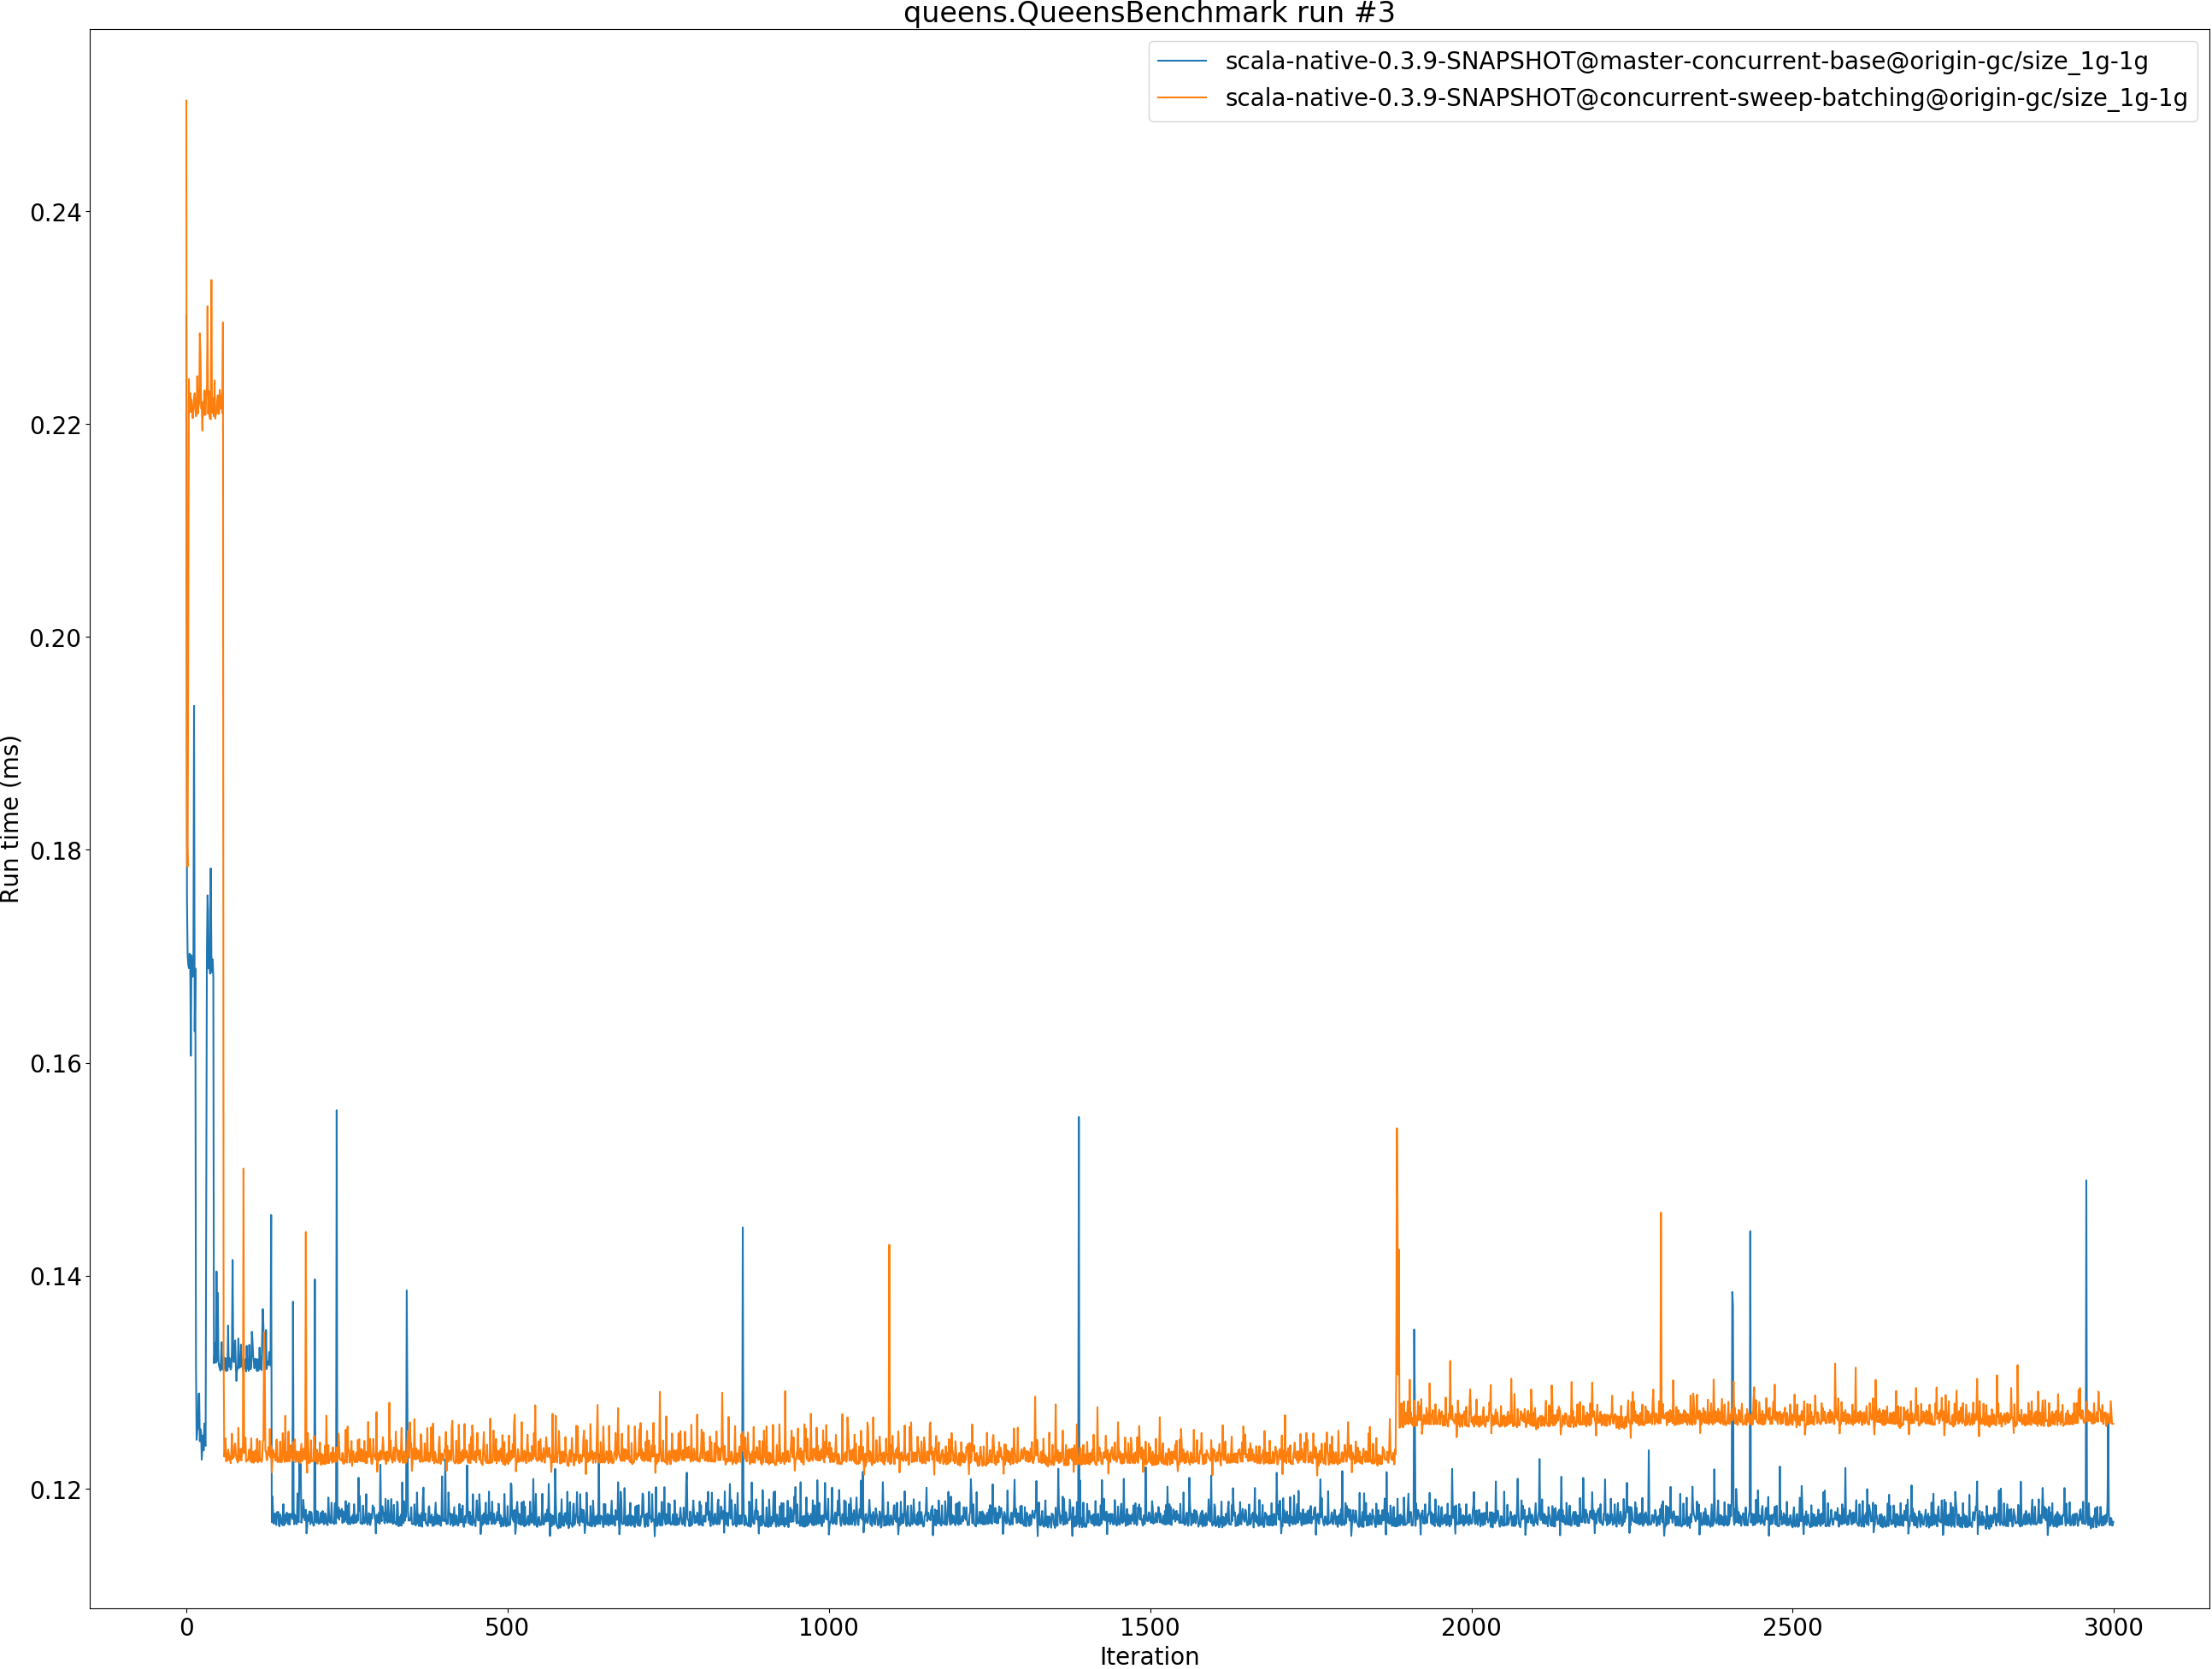 queens.QueensBenchmark run #3
scala-native-0.3.9-SNAPSHOT@master-concurrent-base@origin-gc/size_1g-1g
scala-native-0.3.9-SNAPSHOT@concurrent-sweep-batching@origin-gc/size_1g-1g
0.24
0.22
0.20
0.18
0.16
0.14
0.12
Run time (ms)
0 500 1000 1500 2000 2500 3000
Iteration